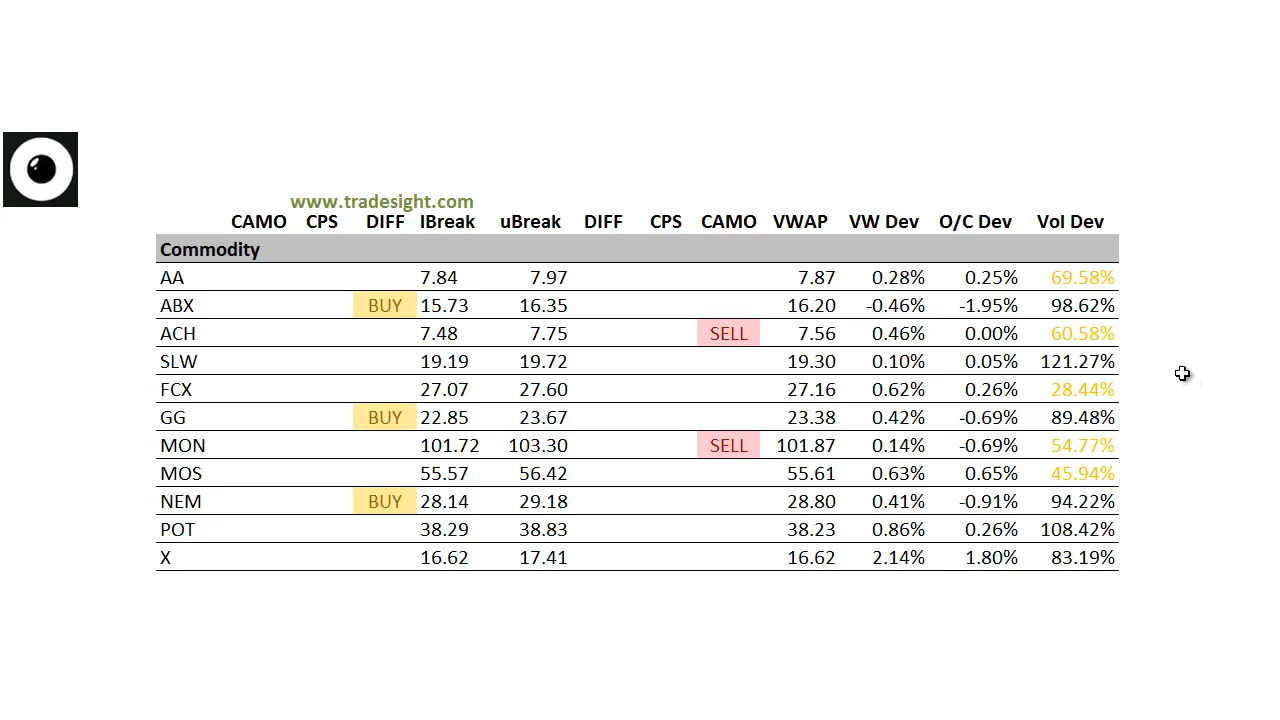 www.tradesight.com
CAMO CPS DIFF lBreak uBreak DIFF CPS CAMO VWAP VW Dev O/C Dev Vol Dev
Commodity
AA 7.84 7.97 7.87 0.28% 0.25% 69.58%
ABX BUY 15.73 16.35 16.20 -0.46% -1.95% 98.62%
ACH 7.48 7.75 SELL 7.56 0.46% 0.00% 60.58%
SLW 19.19 19.72 19.30 0.10% 0.05% 121.27%
FCX 27.07 27.60 27.16 0.62% 0.26% 28.44%
GG BUY 22.85 23.67 23.38 0.42% -0.69% 89.48%
MON 101.72 103.30 SELL 101.87 0.14% -0.69% 54.77%
MOS 55.57 56.42 55.61 0.63% 0.65% 45.94%
NEM BUY 28.14 29.18 28.80 0.41% -0.91% 94.22%
POT 38.29 38.83 38.23 0.86% 0.26% 108.42%
X 16.62 17.41 16.62 2.14% 1.80% 83.19%